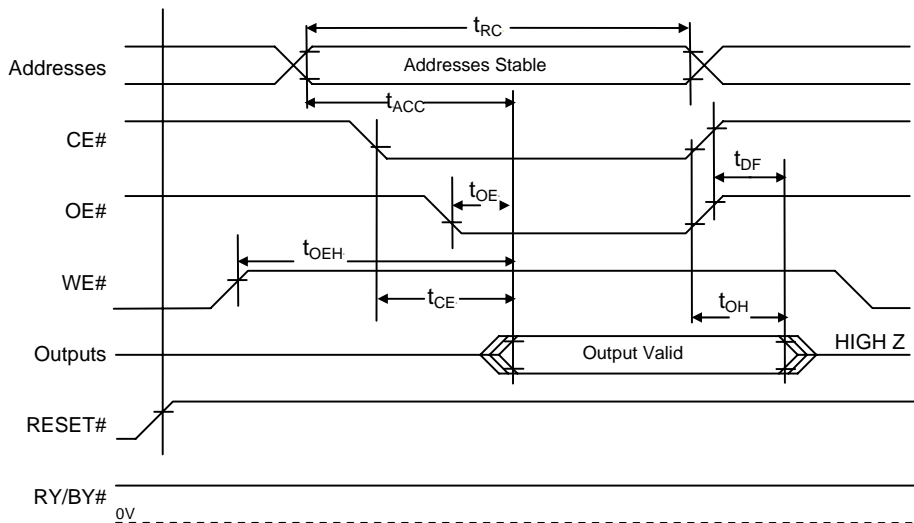 tRC
Addresses
Addresses Stable
tACC
CE#
tDF
OE#
tOE
tOEH
WE#
tCE
tOH
Outputs
Output Valid
HIGH Z
RESET#
RY/BY#
0V